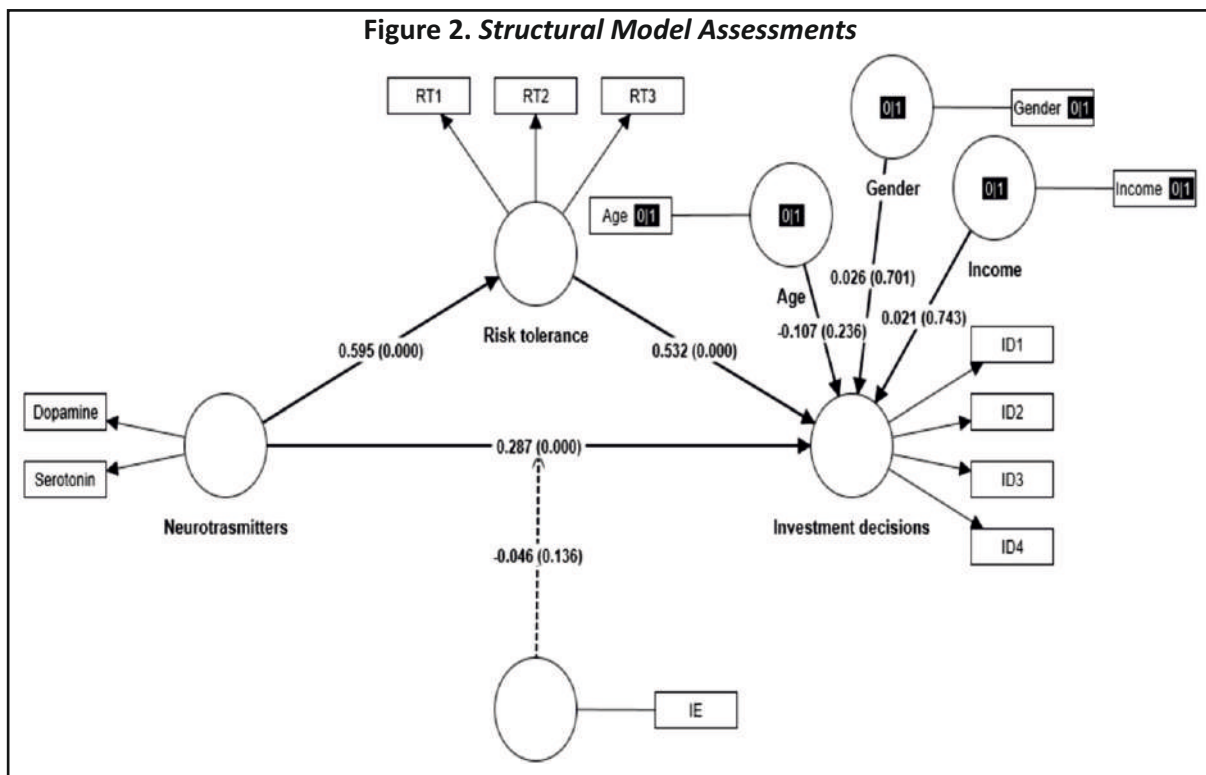 Figure 2. Structural Model Assessments
RT1
RT2
RT3
0|1
Gender 0|1
Gender
0|1
Income 0|1
Income
Age 0|1
0|1
Age
Risk tolerance
0.026 (0.701)
-0.107 (0.236)
0.021 (0.743)
0.595 (0.000)
0.532 (0.000)
ID1
ID2
ID3
ID4
Dopamine
Serotonin
0.287 (0.000)
Neurotrasmitters
Investment decisions
-0.046 (0.136)
IE